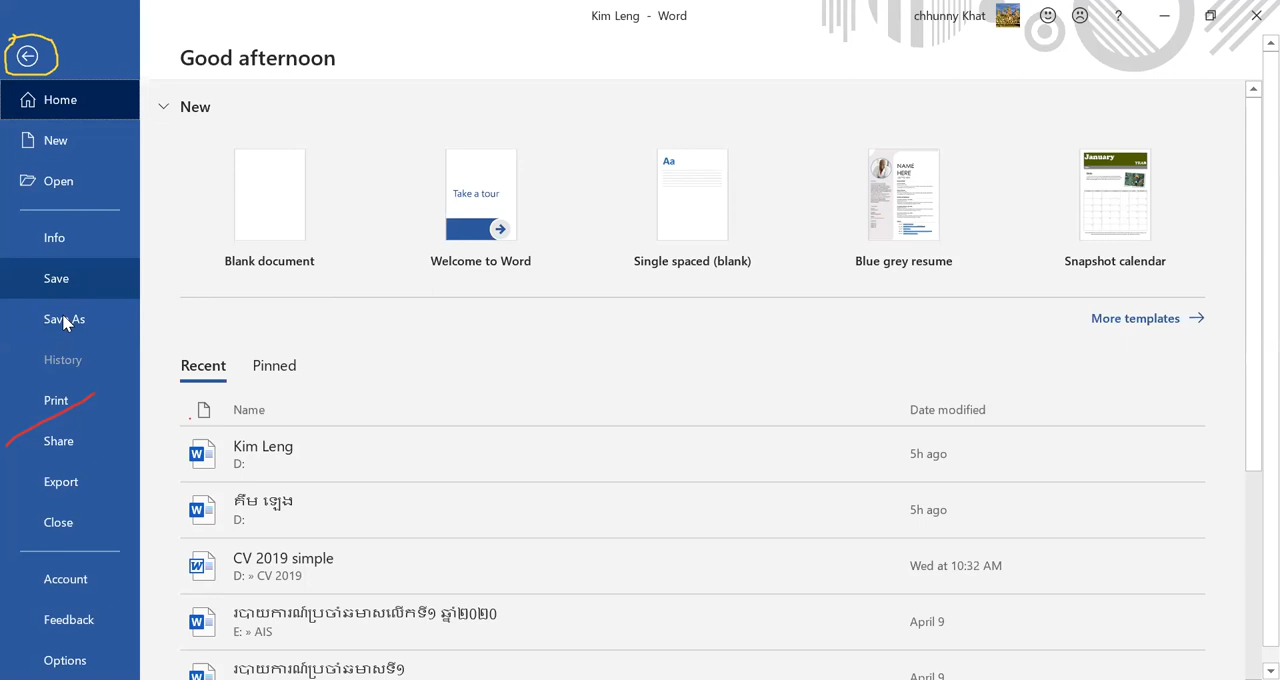 Kim Leng - Word
chhunny Khat
?
Good afternoon
Home
New
Open
Info
Save
Save As
History
Print
Share
Export
Close
Account
Feedback
Options
New
Take a tour
Aa
NAME
HERE
January
YEAR
Blank document
Welcome to Word
Single spaced (blank)
Blue grey resume
Snapshot calendar
More templates
Recent
Pinned
Name
Date modified
Kim Leng
D:
5h ago
គឹម ឡេង
D:
5h ago
CV 2019 simple
D: » CV 2019
Wed at 10:32 AM
របាយការណ៍ប្រចាំឆមាសលើកទី១ ឆ្នាំ២០២០
E: » AIS
April 9
របាយការណ៍ប្រចាំឆមាសទី១
April 9